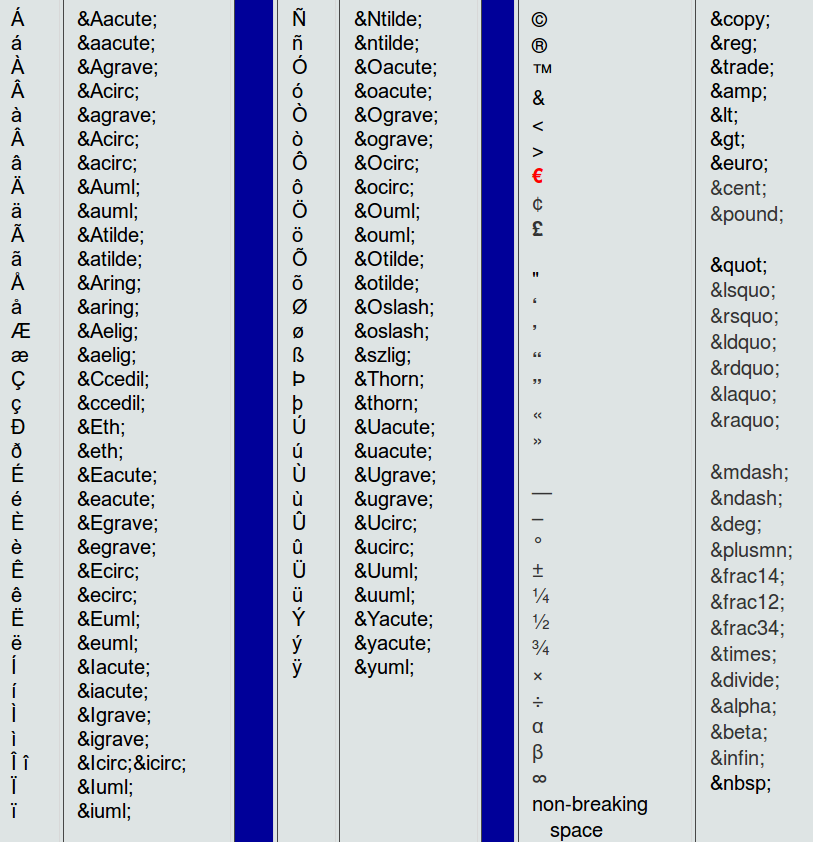 Á &Aacute;
á &aacute;
À &Agrave;
Â &Acirc;
à &agrave;
Â &Acirc;
â &acirc;
Ä &Auml;
ä &auml;
Ã &Atilde;
ã &atilde;
Å &Aring;
å &aring;
Æ &Aelig;
æ &aelig;
Ç &Ccedil;
ç &ccedil;
Ð &Eth;
ð &eth;
É &Eacute;
é &eacute;
È &Egrave;
è &egrave;
Ê &Ecirc;
ê &ecirc;
Ë &Euml;
ë &euml;
Í &Iacute;
í &iacute;
Ì &Igrave;
ì &igrave;
Î î &Icirc;&icirc;
Ï &Iuml;
ï &iuml;
Ñ &Ntilde;
ñ &ntilde;
Ó &Oacute;
ó &oacute;
Ò &Ograve;
ò &ograve;
Ô &Ocirc;
ô &ocirc;
Ö &Ouml;
ö &ouml;
Õ &Otilde;
õ &otilde;
Ø &Oslash;
ø &oslash;
ß &szlig;
Þ &Thorn;
þ &thorn;
Ú &Uacute;
ú &uacute;
Ù &Ugrave;
ù &ugrave;
Û &Ucirc;
û &ucirc;
Ü &Uuml;
ü &uuml;
Ý &Yacute;
ý &yacute;
ÿ &yuml;
© &copy;
® &reg;
™ &trade;
& &amp;
< &lt;
> &gt;
€ &euro;
¢ &cent;
£ &pound;
" &quot;
‘ &lsquo;
’ &rsquo;
“ &ldquo;
” &rdquo;
« &laquo;
» &raquo;
— &mdash;
– &ndash;
° &deg;
± &plusmn;
¼ &frac14;
½ &frac12;
¾ &frac34;
× &times;
÷ &divide;
α &alpha;
β &beta;
∞ &infin;
non-breaking &nbsp;
space